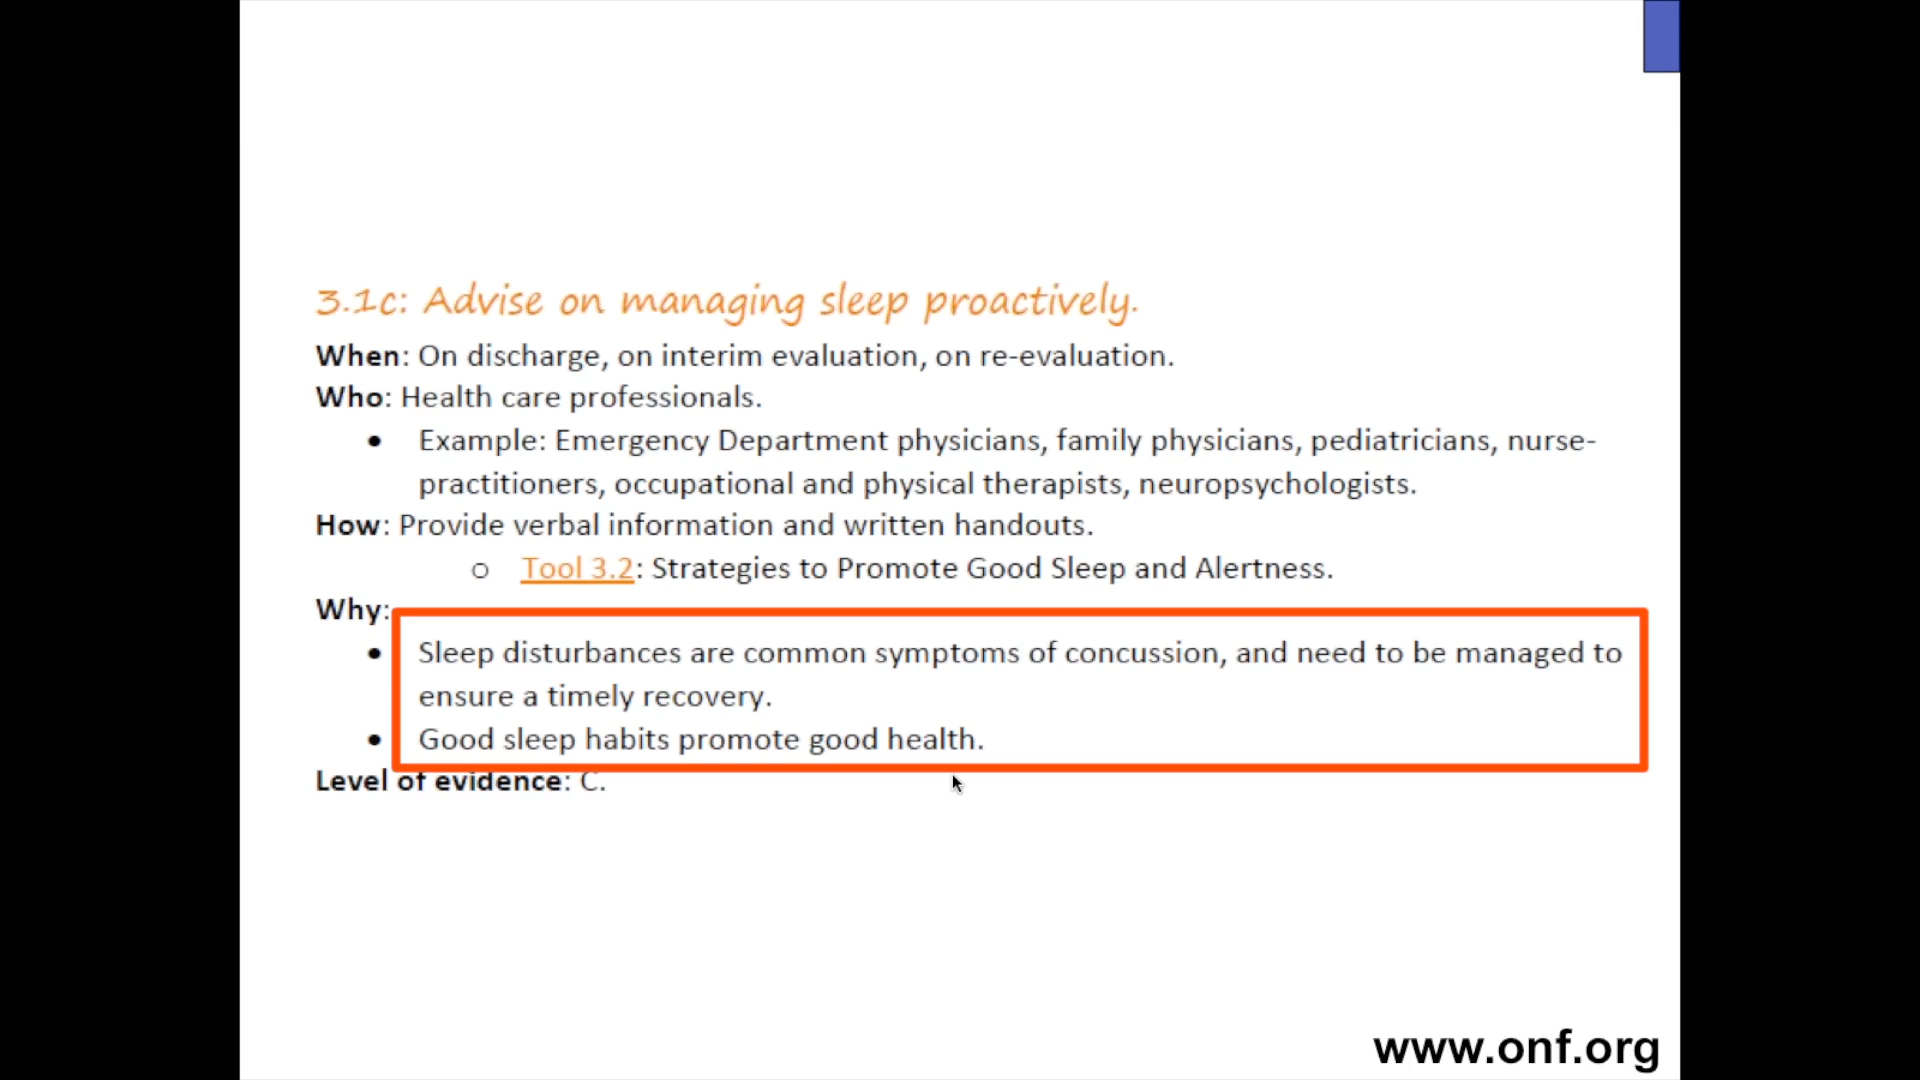 3.1c: Advise on managing sleep proactively.
When: On discharge, on interim evaluation, on re-evaluation.
Who: Health care professionals.
• Example: Emergency Department physicians, family physicians, pediatricians, nurse-
practitioners, occupational and physical therapists, neuropsychologists.
How: Provide verbal information and written handouts.
o Tool 3.2: Strategies to Promote Good Sleep and Alertness.
Why:
• Sleep disturbances are common symptoms of concussion, and need to be managed to
ensure a timely recovery.
• Good sleep habits promote good health.
Level of evidence: C.
www.onf.org